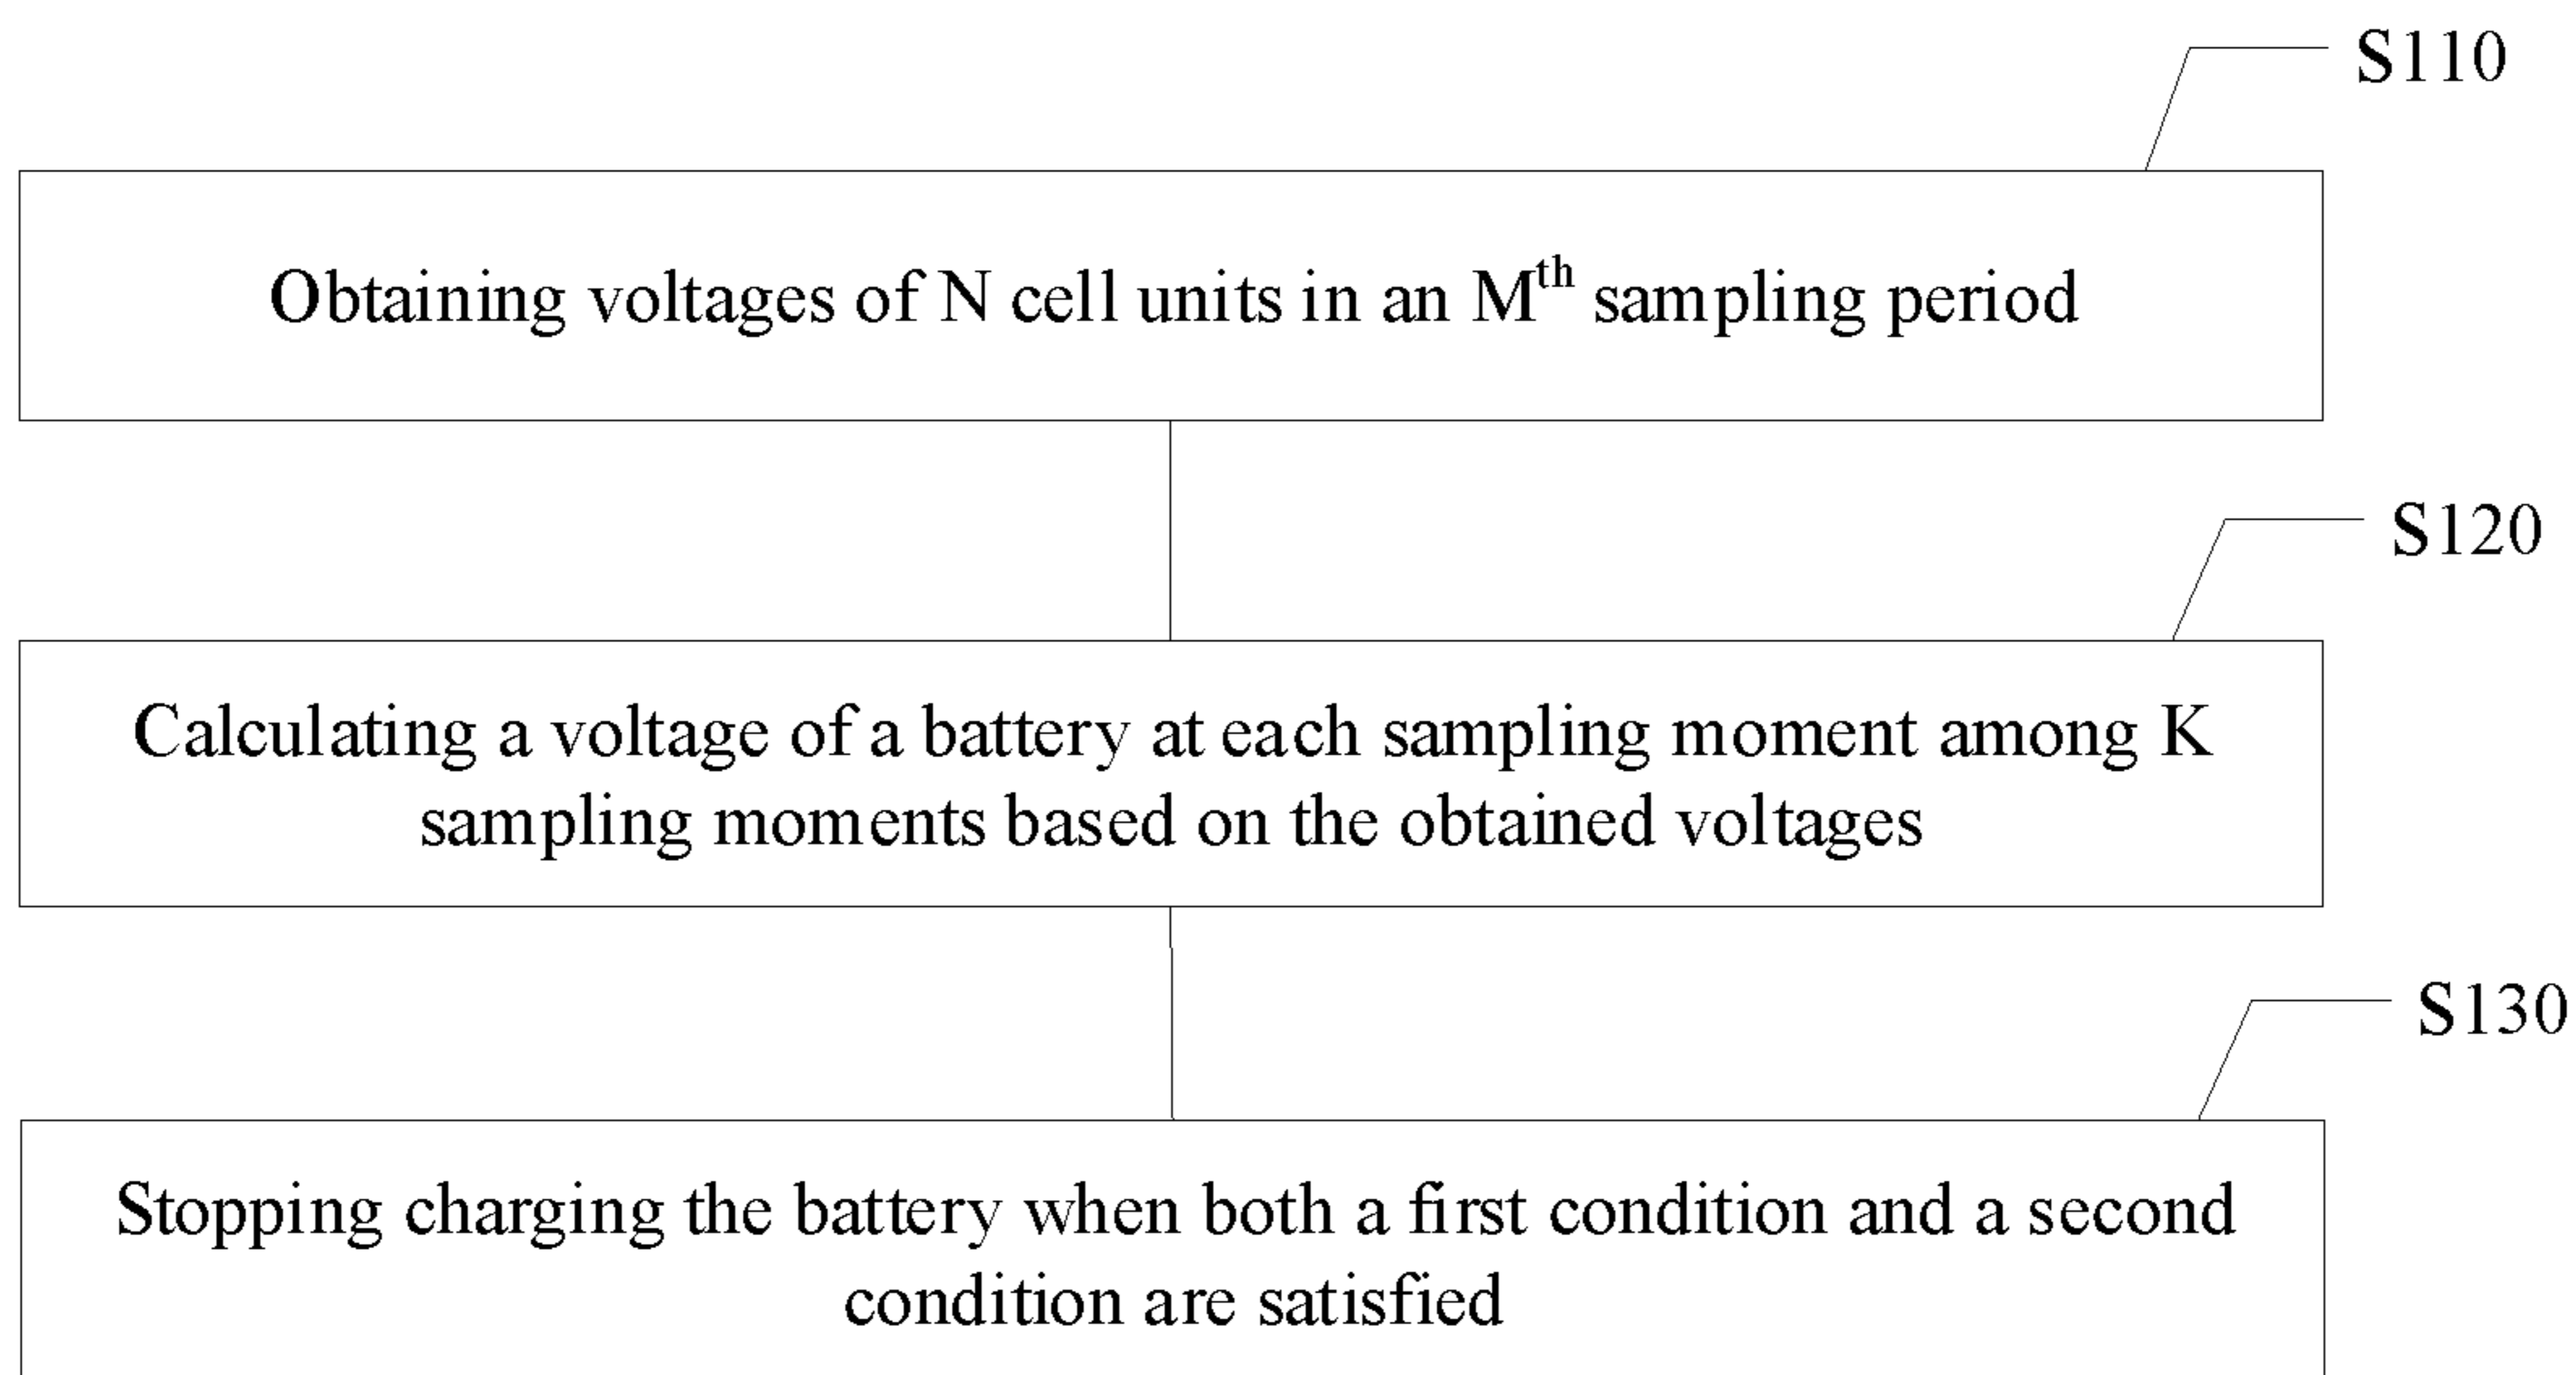 S110
Obtaining voltages of N cell units in an Mth sampling period
S120
Calculating a voltage of a battery at each sampling moment among K
sampling moments based on the obtained voltages
S130
Stopping charging the battery when both a first condition and a second
condition are satisfied